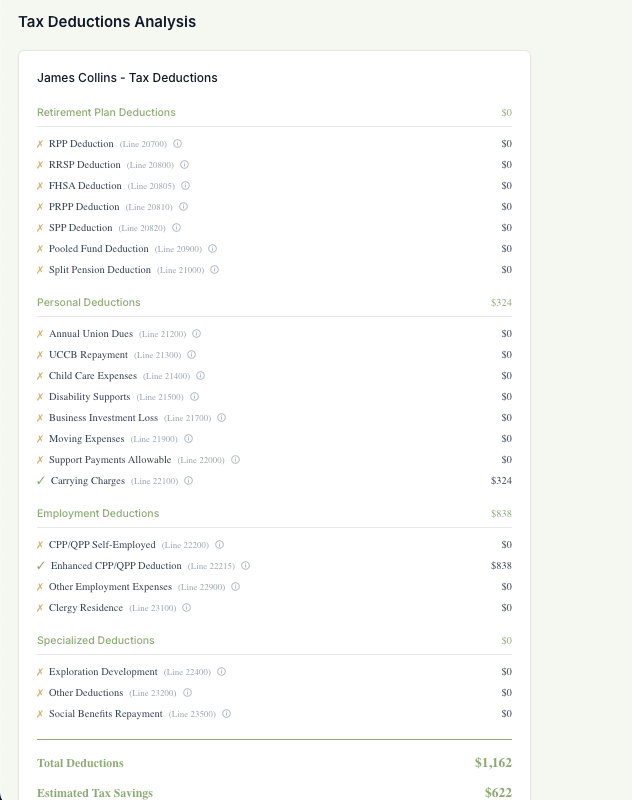 Tax Deductions Analysis
James Collins - Tax Deductions
Retirement Plan Deductions $0
✗ RPP Deduction (Line 20700) $0
✗ RRSP Deduction (Line 20800) $0
✗ FHSA Deduction (Line 20805) $0
✗ PRPP Deduction (Line 20810) $0
✗ SPP Deduction (Line 20820) $0
✗ Pooled Fund Deduction (Line 20900) $0
✗ Split Pension Deduction (Line 21000) $0
Personal Deductions $324
✗ Annual Union Dues (Line 21200) $0
✗ UCCB Repayment (Line 21300) $0
✗ Child Care Expenses (Line 21400) $0
✗ Disability Supports (Line 21500) $0
✗ Business Investment Loss (Line 21700) $0
✗ Moving Expenses (Line 21900) $0
✗ Support Payments Allowable (Line 22000) $0
✓ Carrying Charges (Line 22100) $324
Employment Deductions $838
✗ CPP/QPP Self-Employed (Line 22200) $0
✓ Enhanced CPP/QPP Deduction (Line 22215) $838
✗ Other Employment Expenses (Line 22900) $0
✗ Clergy Residence (Line 23100) $0
Specialized Deductions $0
✗ Exploration Development (Line 22400) $0
✗ Other Deductions (Line 23200) $0
✗ Social Benefits Repayment (Line 23500) $0
Total Deductions $1,162
Estimated Tax Savings $622